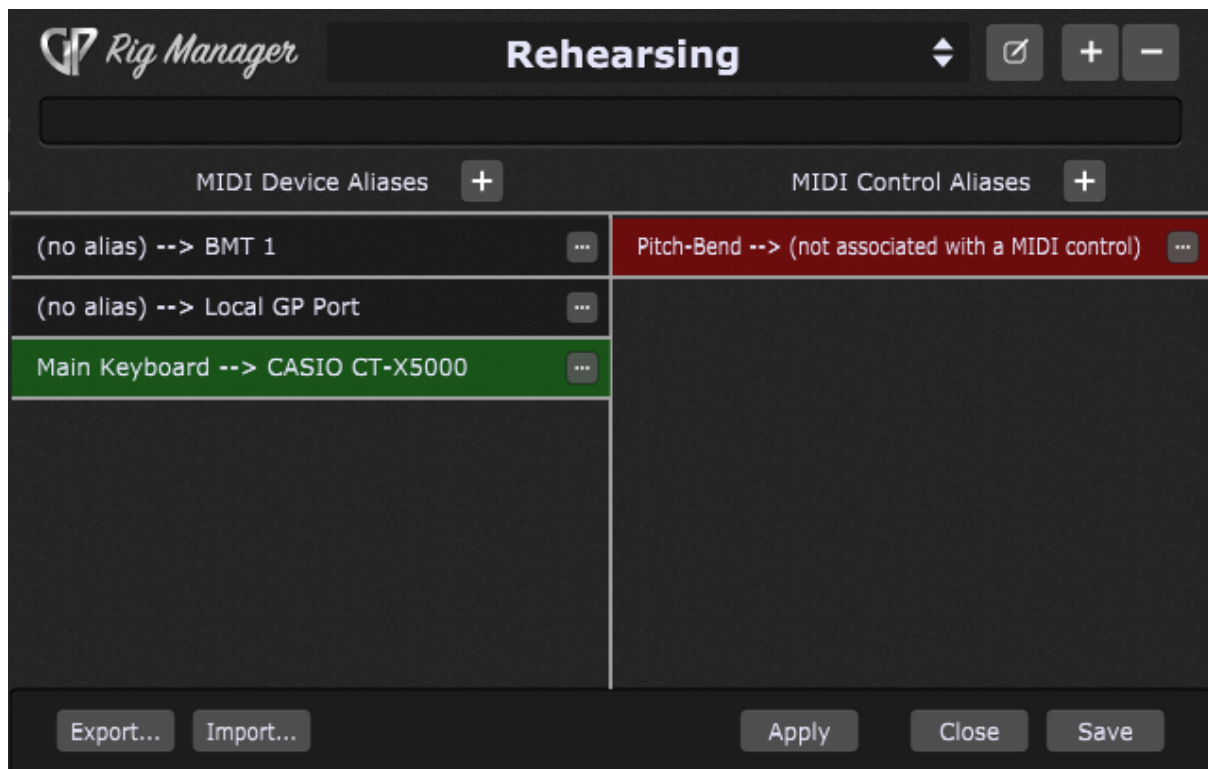 GP Rig Manager
Rehearsing
+ −
MIDI Device Aliases +
MIDI Control Aliases +
(no alias) --> BMT 1 ...
(no alias) --> Local GP Port ...
Main Keyboard --> CASIO CT-X5000 ...
Pitch-Bend --> (not associated with a MIDI control) ...
Export... Import... Apply Close Save